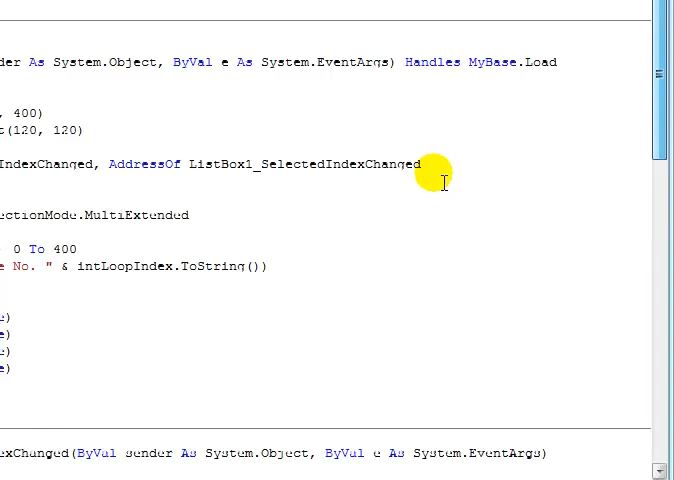 der As System.Object, ByVal e As System.EventArgs) Handles MyBase.Load
, 400)
t(120, 120)
IndexChanged, AddressOf ListBox1_SelectedIndexChanged
ectionMode.MultiExtended
0 To 400
e No. " & intLoopIndex.ToString())
e)
e)
e)
e)
exChanged(ByVal sender As System.Object, ByVal e As System.EventArgs)